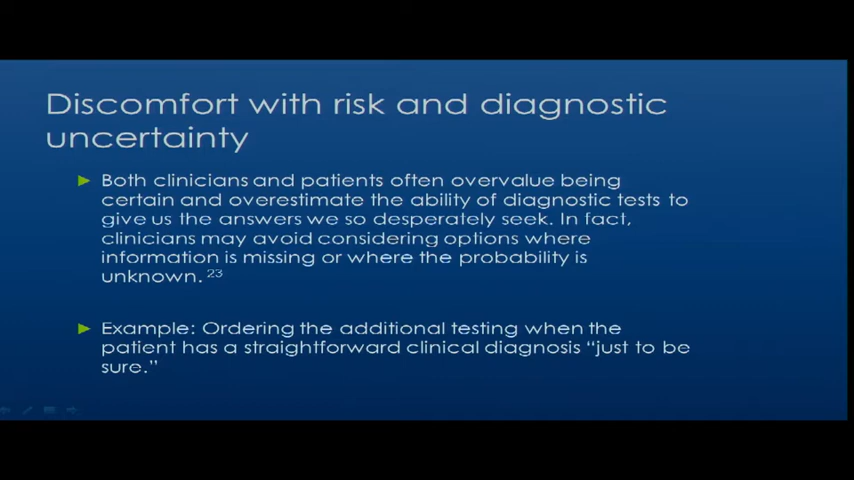 Discomfort with risk and diagnostic
uncertainty
Both clinicians and patients often overvalue being
certain and overestimate the ability of diagnostic tests to
give us the answers we so desperately seek. In fact,
clinicians may avoid considering options where
information is missing or where the probability is
unknown. 23
Example: Ordering the additional testing when the
patient has a straightforward clinical diagnosis “just to be
sure.”